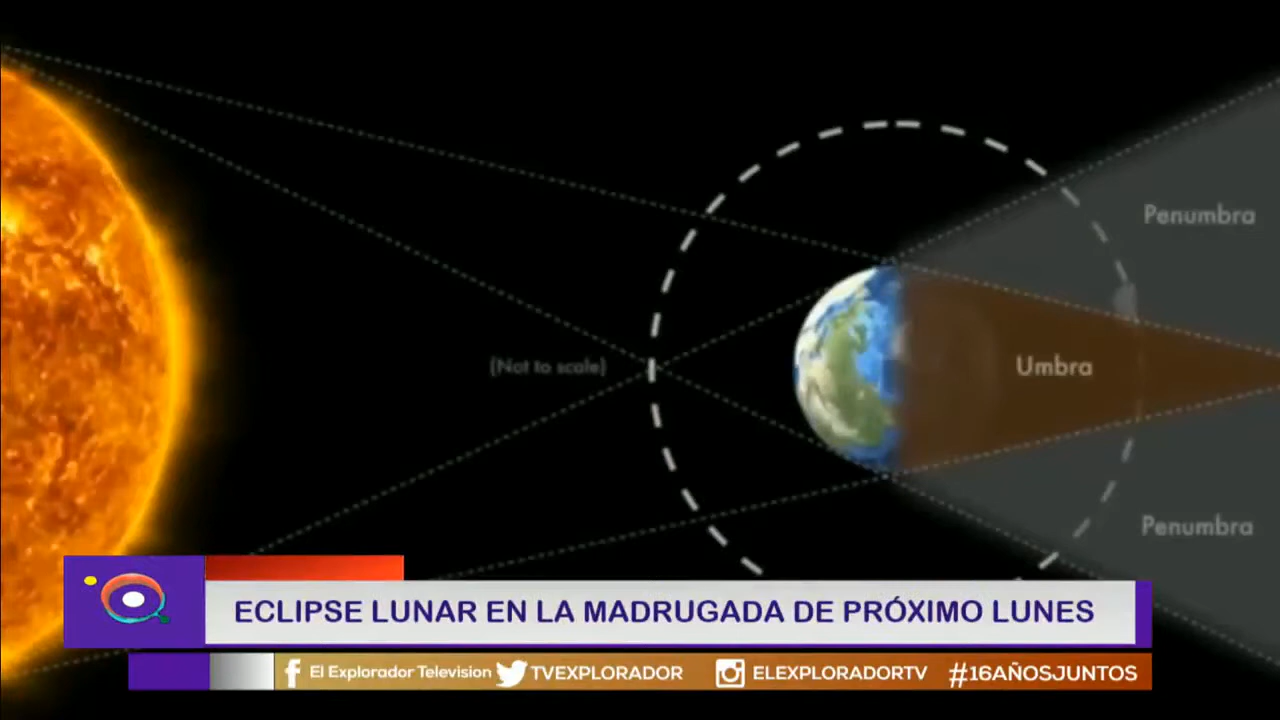 Penumbra
(Not to scale)
Umbra
Penumbra
ECLIPSE LUNAR EN LA MADRUGADA DE PRÓXIMO LUNES
El Explorador Television TVEXPLORADOR ELEXPLORADORTV #16AÑOSJUNTOS